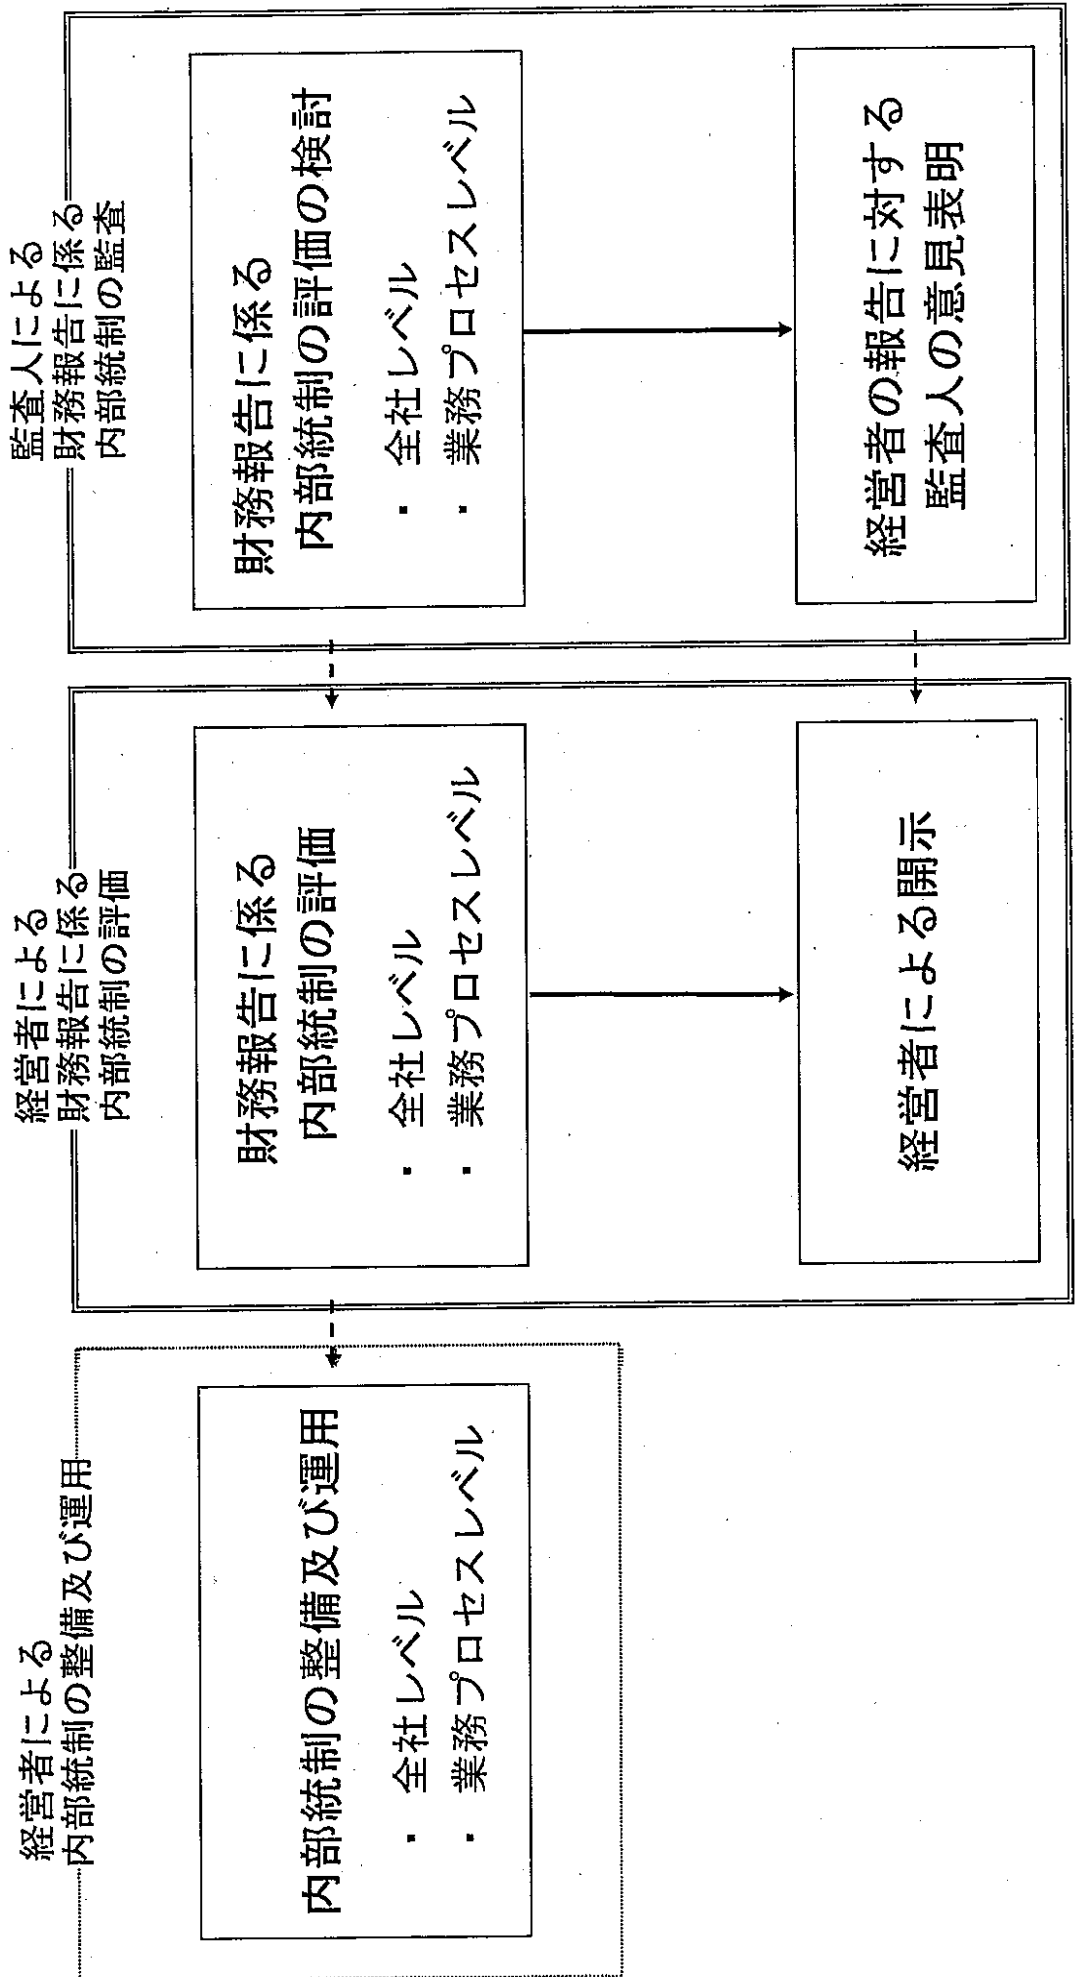 経営者による
内部統制の整備及び運用
内部統制の整備及び運用
・ 全社レベル
・ 業務プロセスレベル
経営者による
財務報告に係る
内部統制の評価
財務報告に係る
内部統制の評価
・ 全社レベル
・ 業務プロセスレベル
経営者による開示
監査人による
財務報告に係る
内部統制の監査
財務報告に係る
内部統制の評価の検討
・ 全社レベル
・ 業務プロセスレベル
経営者の報告に対する
監査人の意見表明